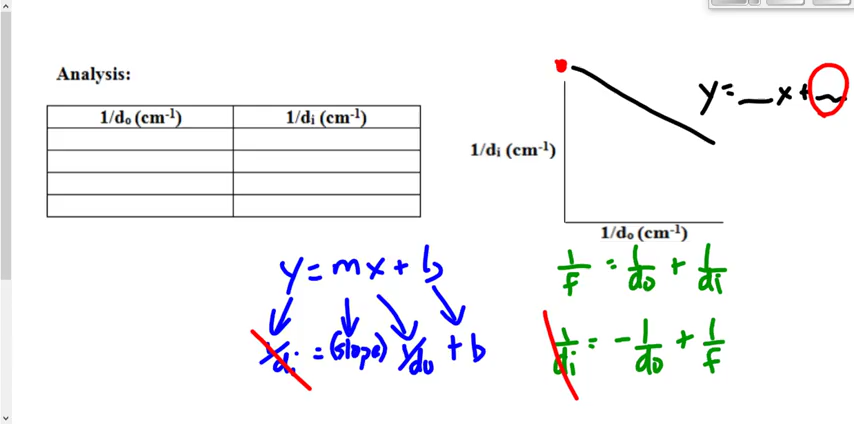 Analysis:
1/do (cm-1) 1/di (cm-1)
y = __ x +
1/di (cm-1)
1/do (cm-1)
y = mx + b
1/di = (slope) 1/do + b
1/f = 1/do + 1/di
1/di = - 1/do + 1/f